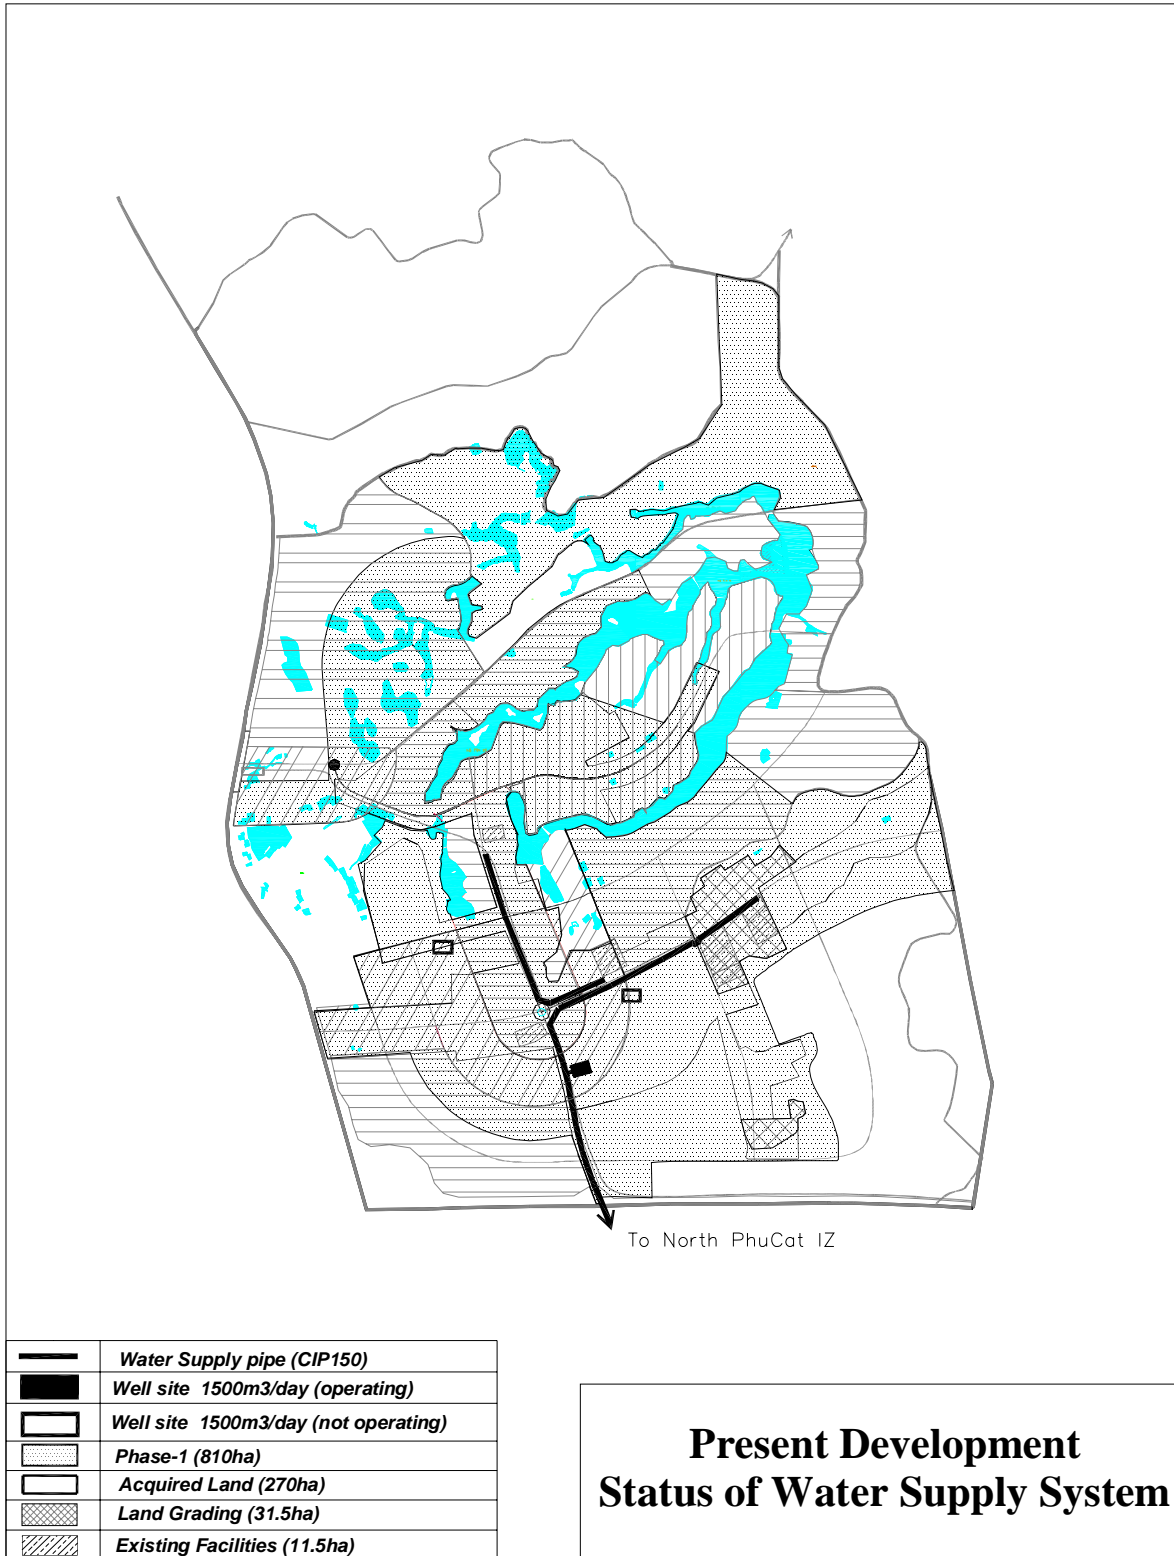 To North PhuCat IZ
Water Supply pipe (CIP150)
Well site 1500m3/day (operating)
Well site 1500m3/day (not operating)
Phase-1 (810ha)
Acquired Land (270ha)
Land Grading (31.5ha)
Existing Facilities (11.5ha)
Present Development
Status of Water Supply System